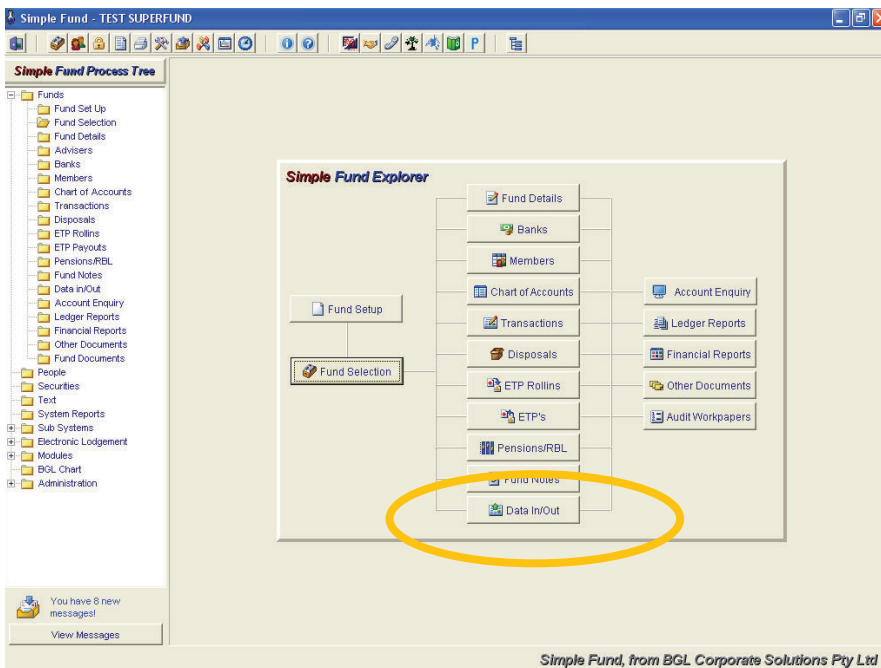 Simple Fund - TEST SUPERFUND
P
Simple Fund Process Tree
Funds
Fund Set Up
Fund Selection
Fund Details
Advisers
Banks
Members
Chart of Accounts
Transactions
Disposals
ETP Rollins
ETP Payouts
Pensions/RBL
Fund Notes
Data in/Out
Account Enquiry
Ledger Reports
Financial Reports
Other Documents
Fund Documents
People
Securities
Text
System Reports
Sub Systems
Electronic Lodgement
Modules
BGL Chart
Administration
You have 8 new
messages!
View Messages
Simple Fund Explorer
Fund Setup
Fund Selection
Fund Details
Banks
Members
Chart of Accounts
Transactions
Disposals
ETP Rollins
ETP's
Pensions/RBL
Fund Notes
Data In/Out
Account Enquiry
Ledger Reports
Financial Reports
Other Documents
Audit Workpapers
Simple Fund, from BGL Corporate Solutions Pty Ltd